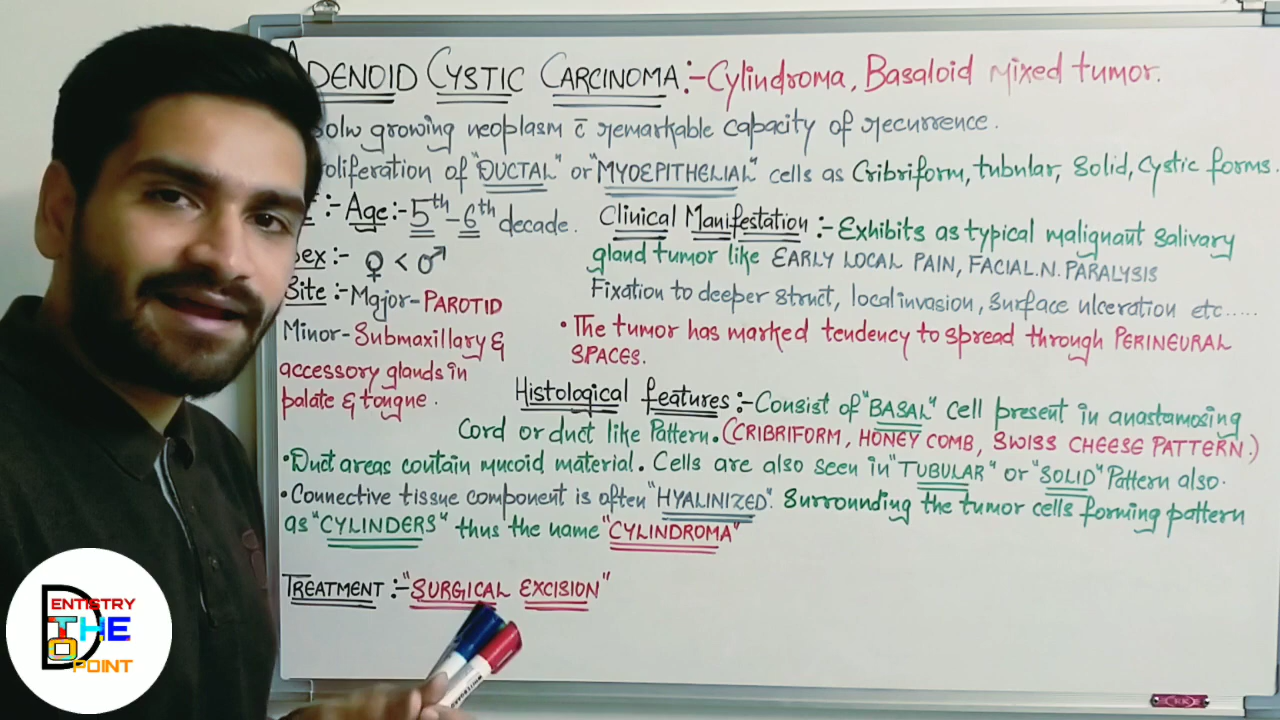 ADENOID CYSTIC CARCINOMA:- Cylindroma, Basaloid mixed tumor.
Solw growing neoplasm c̄ remarkable capacity of recurrence.
oliferation of "DUCTAL" or "MYOEPITHELIAL" cells as Cribriform, tubular, Solid, Cystic forms.
:- Age:- 5th-6th decade.
Sex:- ♀ < ♂
Site:- Major- PAROTID
Minor- Submaxillary &
accessory glands in
palate & tongue.
Clinical Manifestation:- Exhibits as typical malignant salivary
gland tumor like EARLY LOCAL PAIN, FACIAL.N. PARALYSIS
Fixation to deeper struct, local invasion, surface ulceration etc.....
• The tumor has marked tendency to spread through PERINEURAL
SPACES.
Histological features:- Consist of "BASAL" cell present in anastamosing
Cord or duct like Pattern. (CRIBRIFORM, HONEY COMB, SWISS CHEESE PATTERN.)
• Duct areas contain mucoid material. Cells are also seen in "TUBULAR" or "SOLID" Pattern also.
• Connective tissue component is often "HYALINIZED". Surrounding the tumor cells forming pattern
as "CYLINDERS" thus the name "CYLINDROMA"
TREATMENT:- "SURGICAL EXCISION"
DENTISTRY
THE
TO
POINT